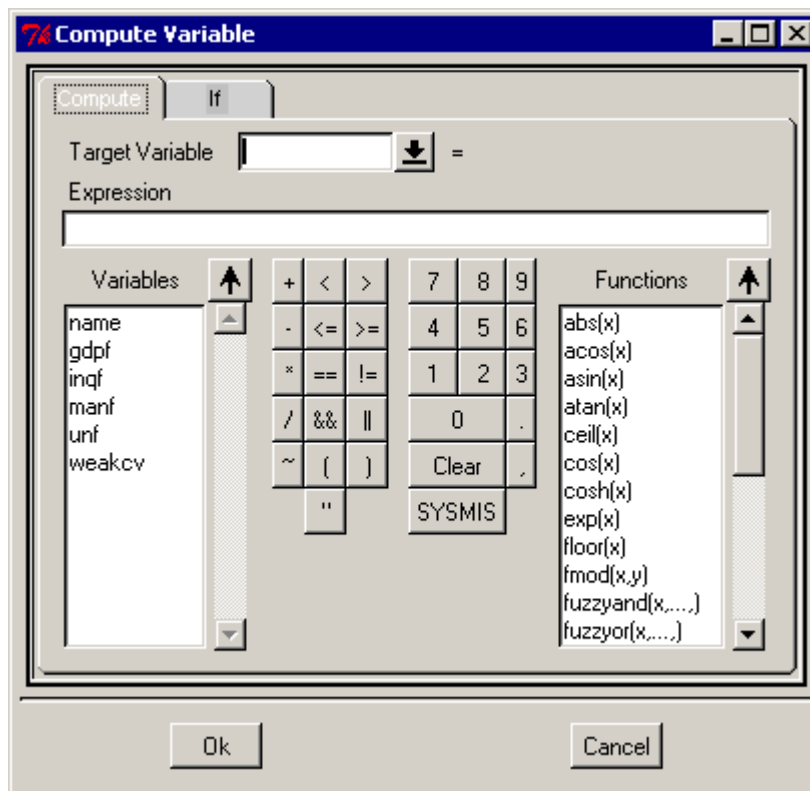 Compute Variable
Compute
If
Target Variable
=
Expression
Variables
name
gdpf
inqf
manf
unf
weakcv
+ < >
- <= >=
* == !=
/ && ||
~ ( )
"
7 8 9
4 5 6
1 2 3
0 .
Clear ,
SYSMIS
Functions
abs(x)
acos(x)
asin(x)
atan(x)
ceil(x)
cos(x)
cosh(x)
exp(x)
floor(x)
fmod(x,y)
fuzzyand(x,...,)
fuzzyor(x,...,)
Ok
Cancel